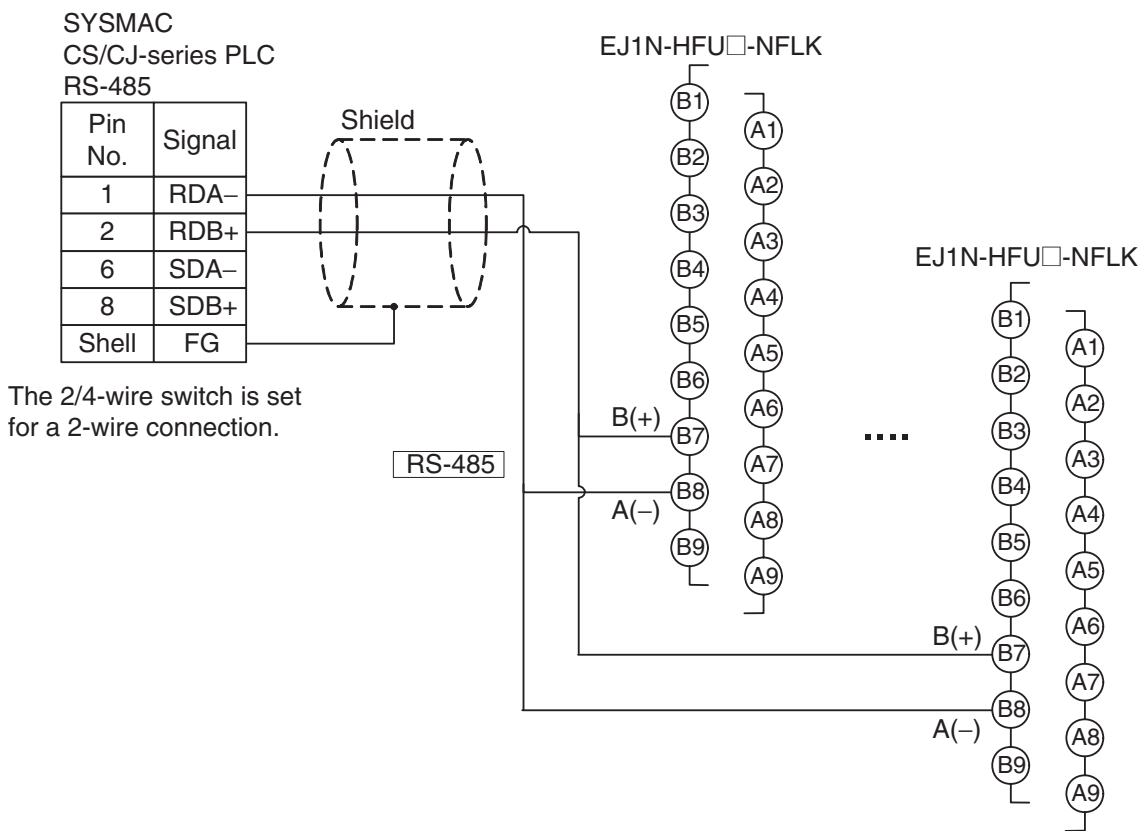 SYSMAC
CS/CJ-series PLC
RS-485
Pin No. Signal
1 RDA−
2 RDB+
6 SDA−
8 SDB+
Shell FG
Shield
The 2/4-wire switch is set
for a 2-wire connection.
RS-485
EJ1N-HFU□-NFLK
B1
B2
B3
B4
B5
B6
B(+) B7
A(−) B8
B9
A1
A2
A3
A4
A5
A6
A7
A8
A9
EJ1N-HFU□-NFLK
B1
B2
B3
B4
B5
B6
B(+) B7
A(−) B8
B9
A1
A2
A3
A4
A5
A6
A7
A8
A9